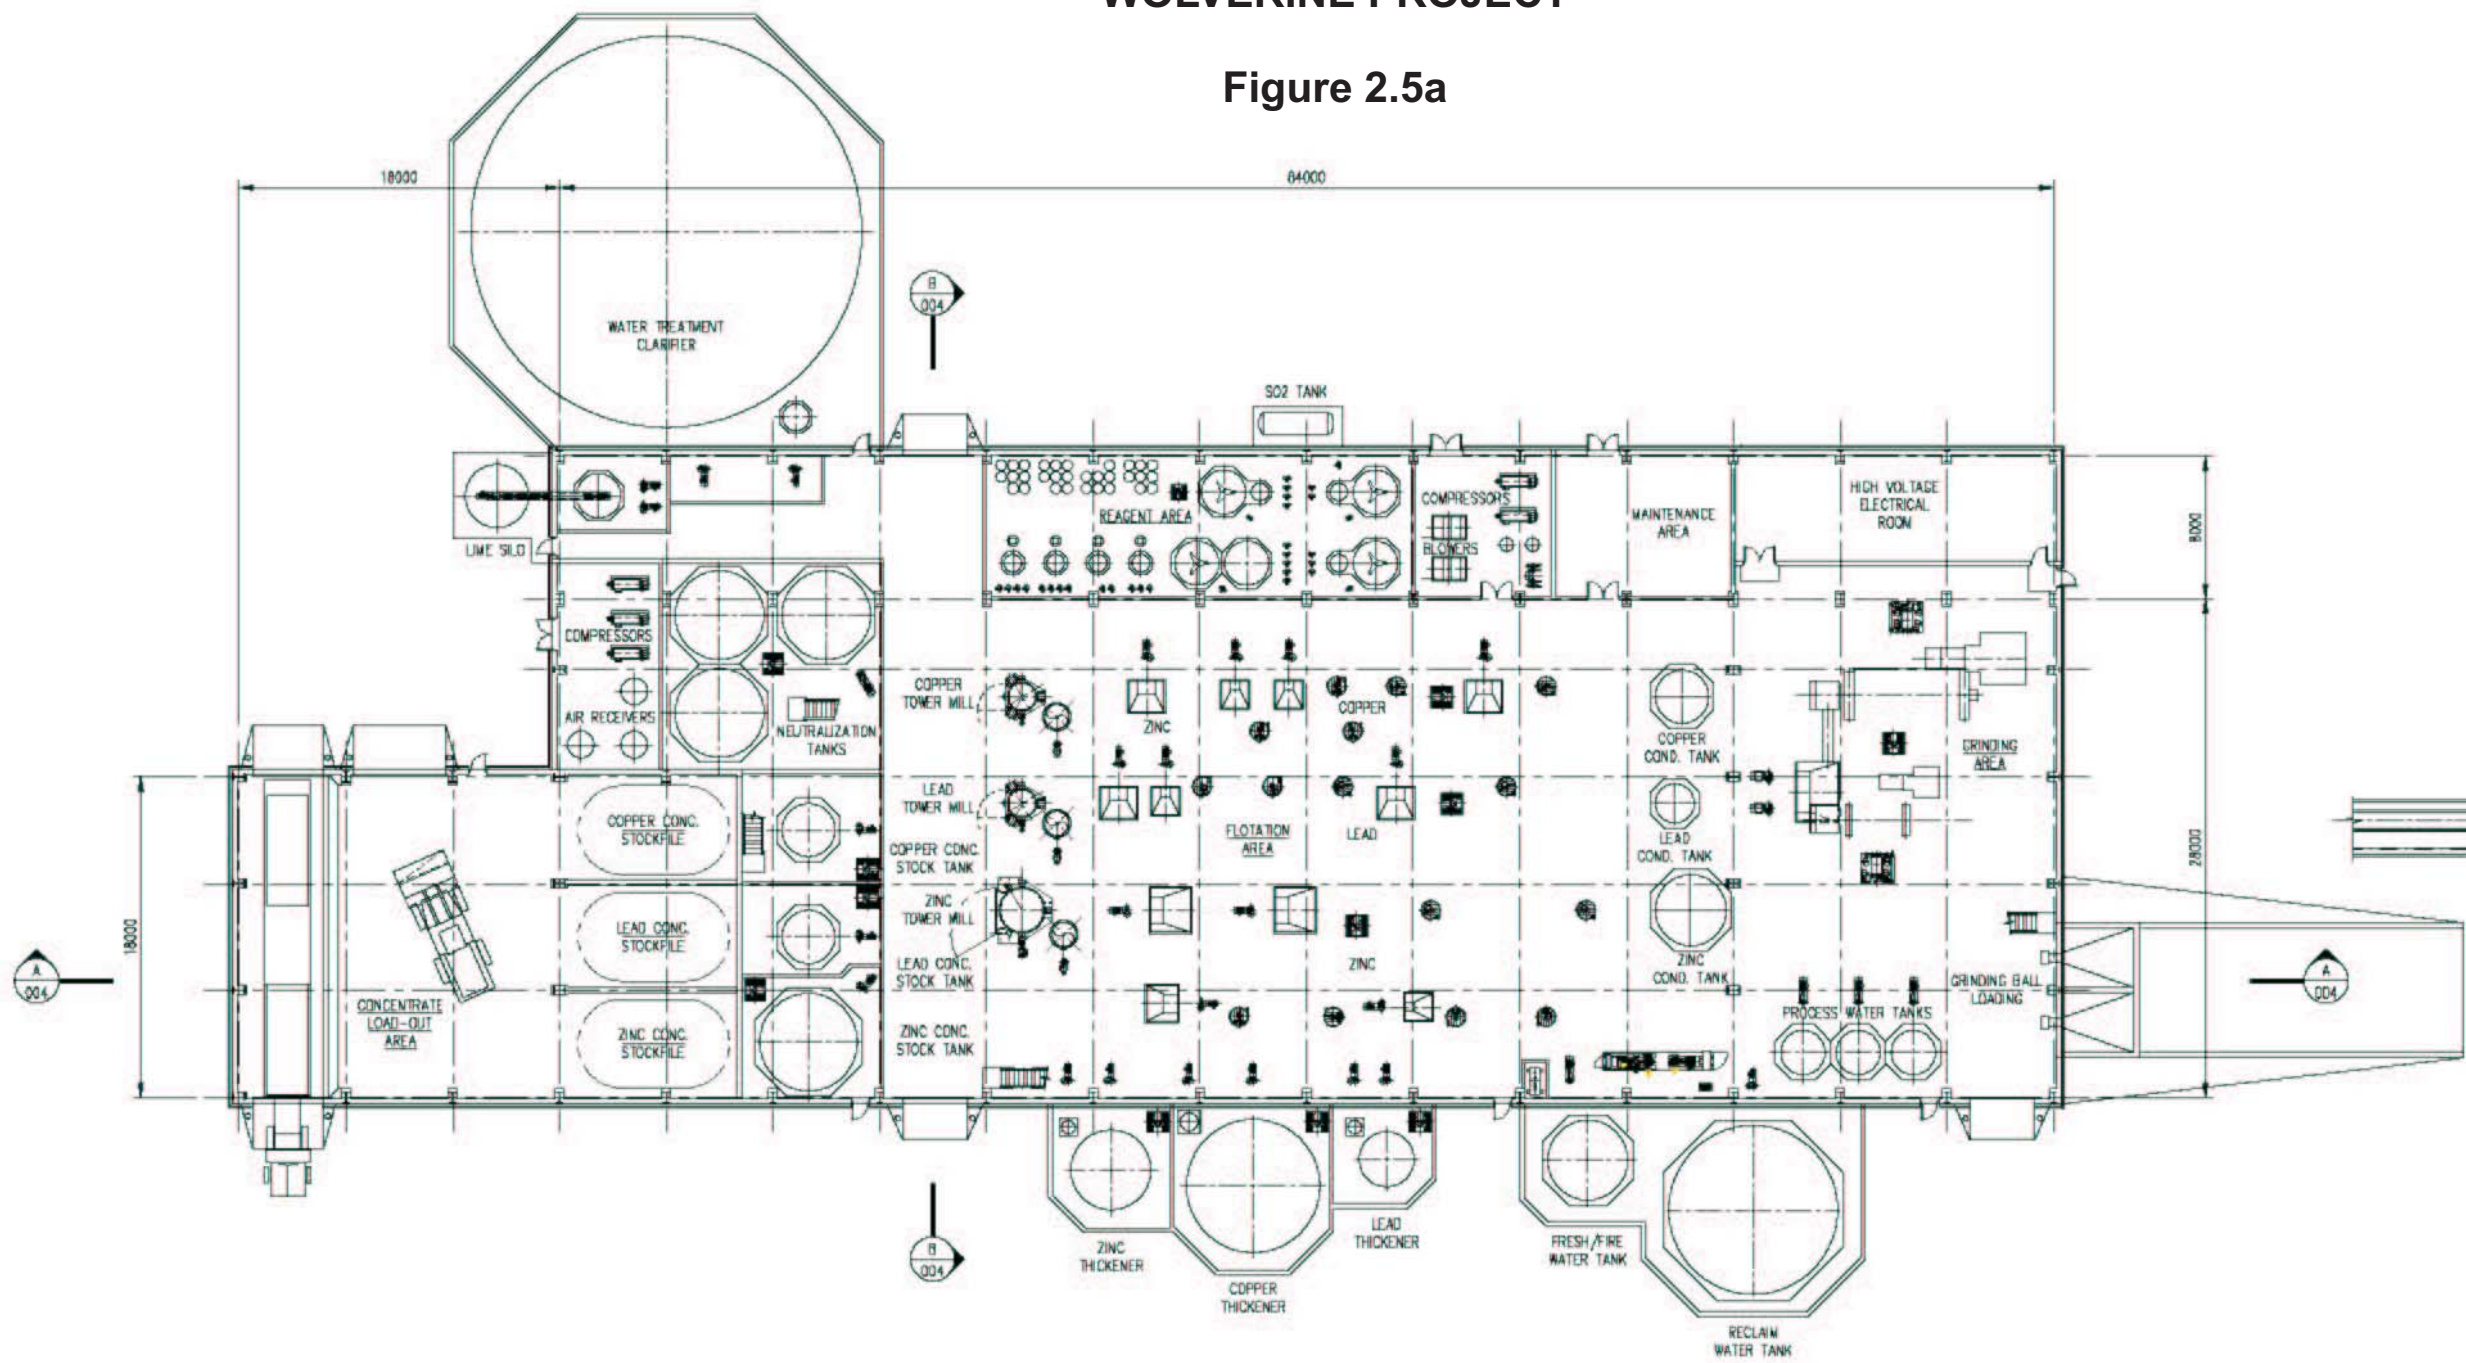 WOLVERINE PROJECT
Figure 2.5a
18000
84000
WATER TREATMENT
CLARIFIER
B
004
SO2 TANK
LIME SILO
REAGENT AREA
COMPRESSORS
BLOWERS
MAINTENANCE
AREA
HIGH VOLTAGE
ELECTRICAL
ROOM
8000
COMPRESSORS
AIR RECEIVERS
NEUTRALIZATION
TANKS
COPPER
TOWER MILL
ZINC
COPPER
COPPER
COND. TANK
GRINDING
AREA
LEAD
TOWER MILL
COPPER CONC.
STOCKPILE
COPPER CONC.
STOCK TANK
FLOTATION
AREA
LEAD
LEAD
COND. TANK
28000
18000
LEAD CONC.
STOCKPILE
ZINC
TOWER MILL
LEAD CONC.
STOCK TANK
ZINC
ZINC
COND. TANK
GRINDING BALL
LOADING
A
004
A
004
CONCENTRATE
LOAD-OUT
AREA
ZINC CONC.
STOCKPILE
ZINC CONC.
STOCK TANK
PROCESS WATER TANKS
B
004
ZINC
THICKENER
COPPER
THICKENER
LEAD
THICKENER
FRESH/FIRE
WATER TANK
RECLAIM
WATER TANK